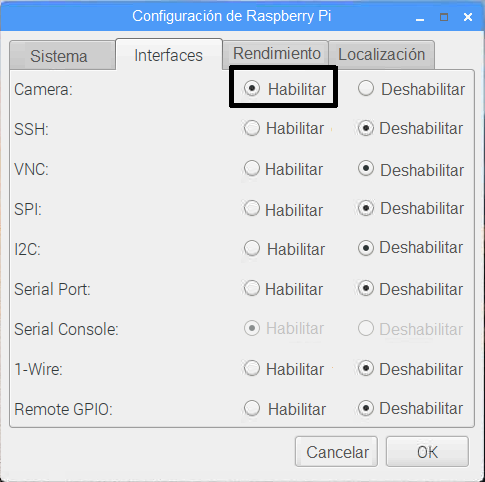 Configuración de Raspberry Pi
Sistema Interfaces Rendimiento Localización
Camera: Habilitar Deshabilitar
SSH: Habilitar Deshabilitar
VNC: Habilitar Deshabilitar
SPI: Habilitar Deshabilitar
I2C: Habilitar Deshabilitar
Serial Port: Habilitar Deshabilitar
Serial Console: Habilitar Deshabilitar
1-Wire: Habilitar Deshabilitar
Remote GPIO: Habilitar Deshabilitar
Cancelar OK